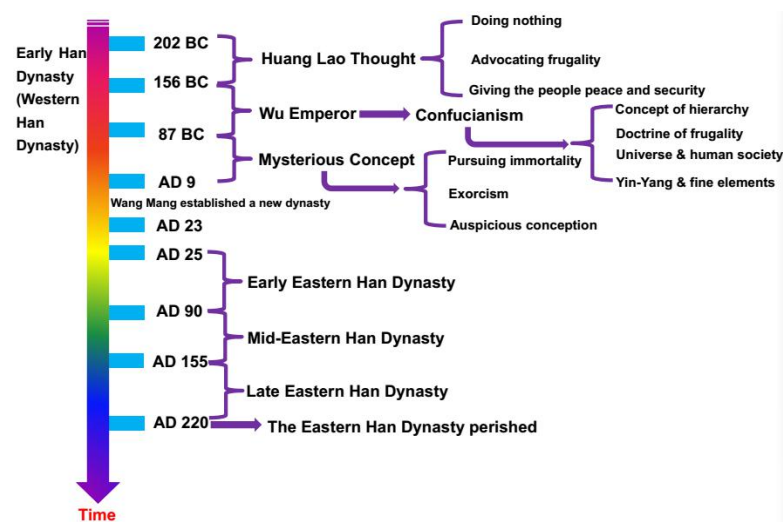 Early Han
Dynasty
(Western
Han
Dynasty)
202 BC
156 BC
87 BC
AD 9
Wang Mang established a new dynasty
AD 23
AD 25
AD 90
AD 155
AD 220
Time
Huang Lao Thought
Doing nothing
Advocating frugality
Giving the people peace and security
Wu Emperor
Confucianism
Concept of hierarchy
Doctrine of frugality
Universe & human society
Yin-Yang & fine elements
Mysterious Concept
Pursuing immortality
Exorcism
Auspicious conception
Early Eastern Han Dynasty
Mid-Eastern Han Dynasty
Late Eastern Han Dynasty
The Eastern Han Dynasty perished